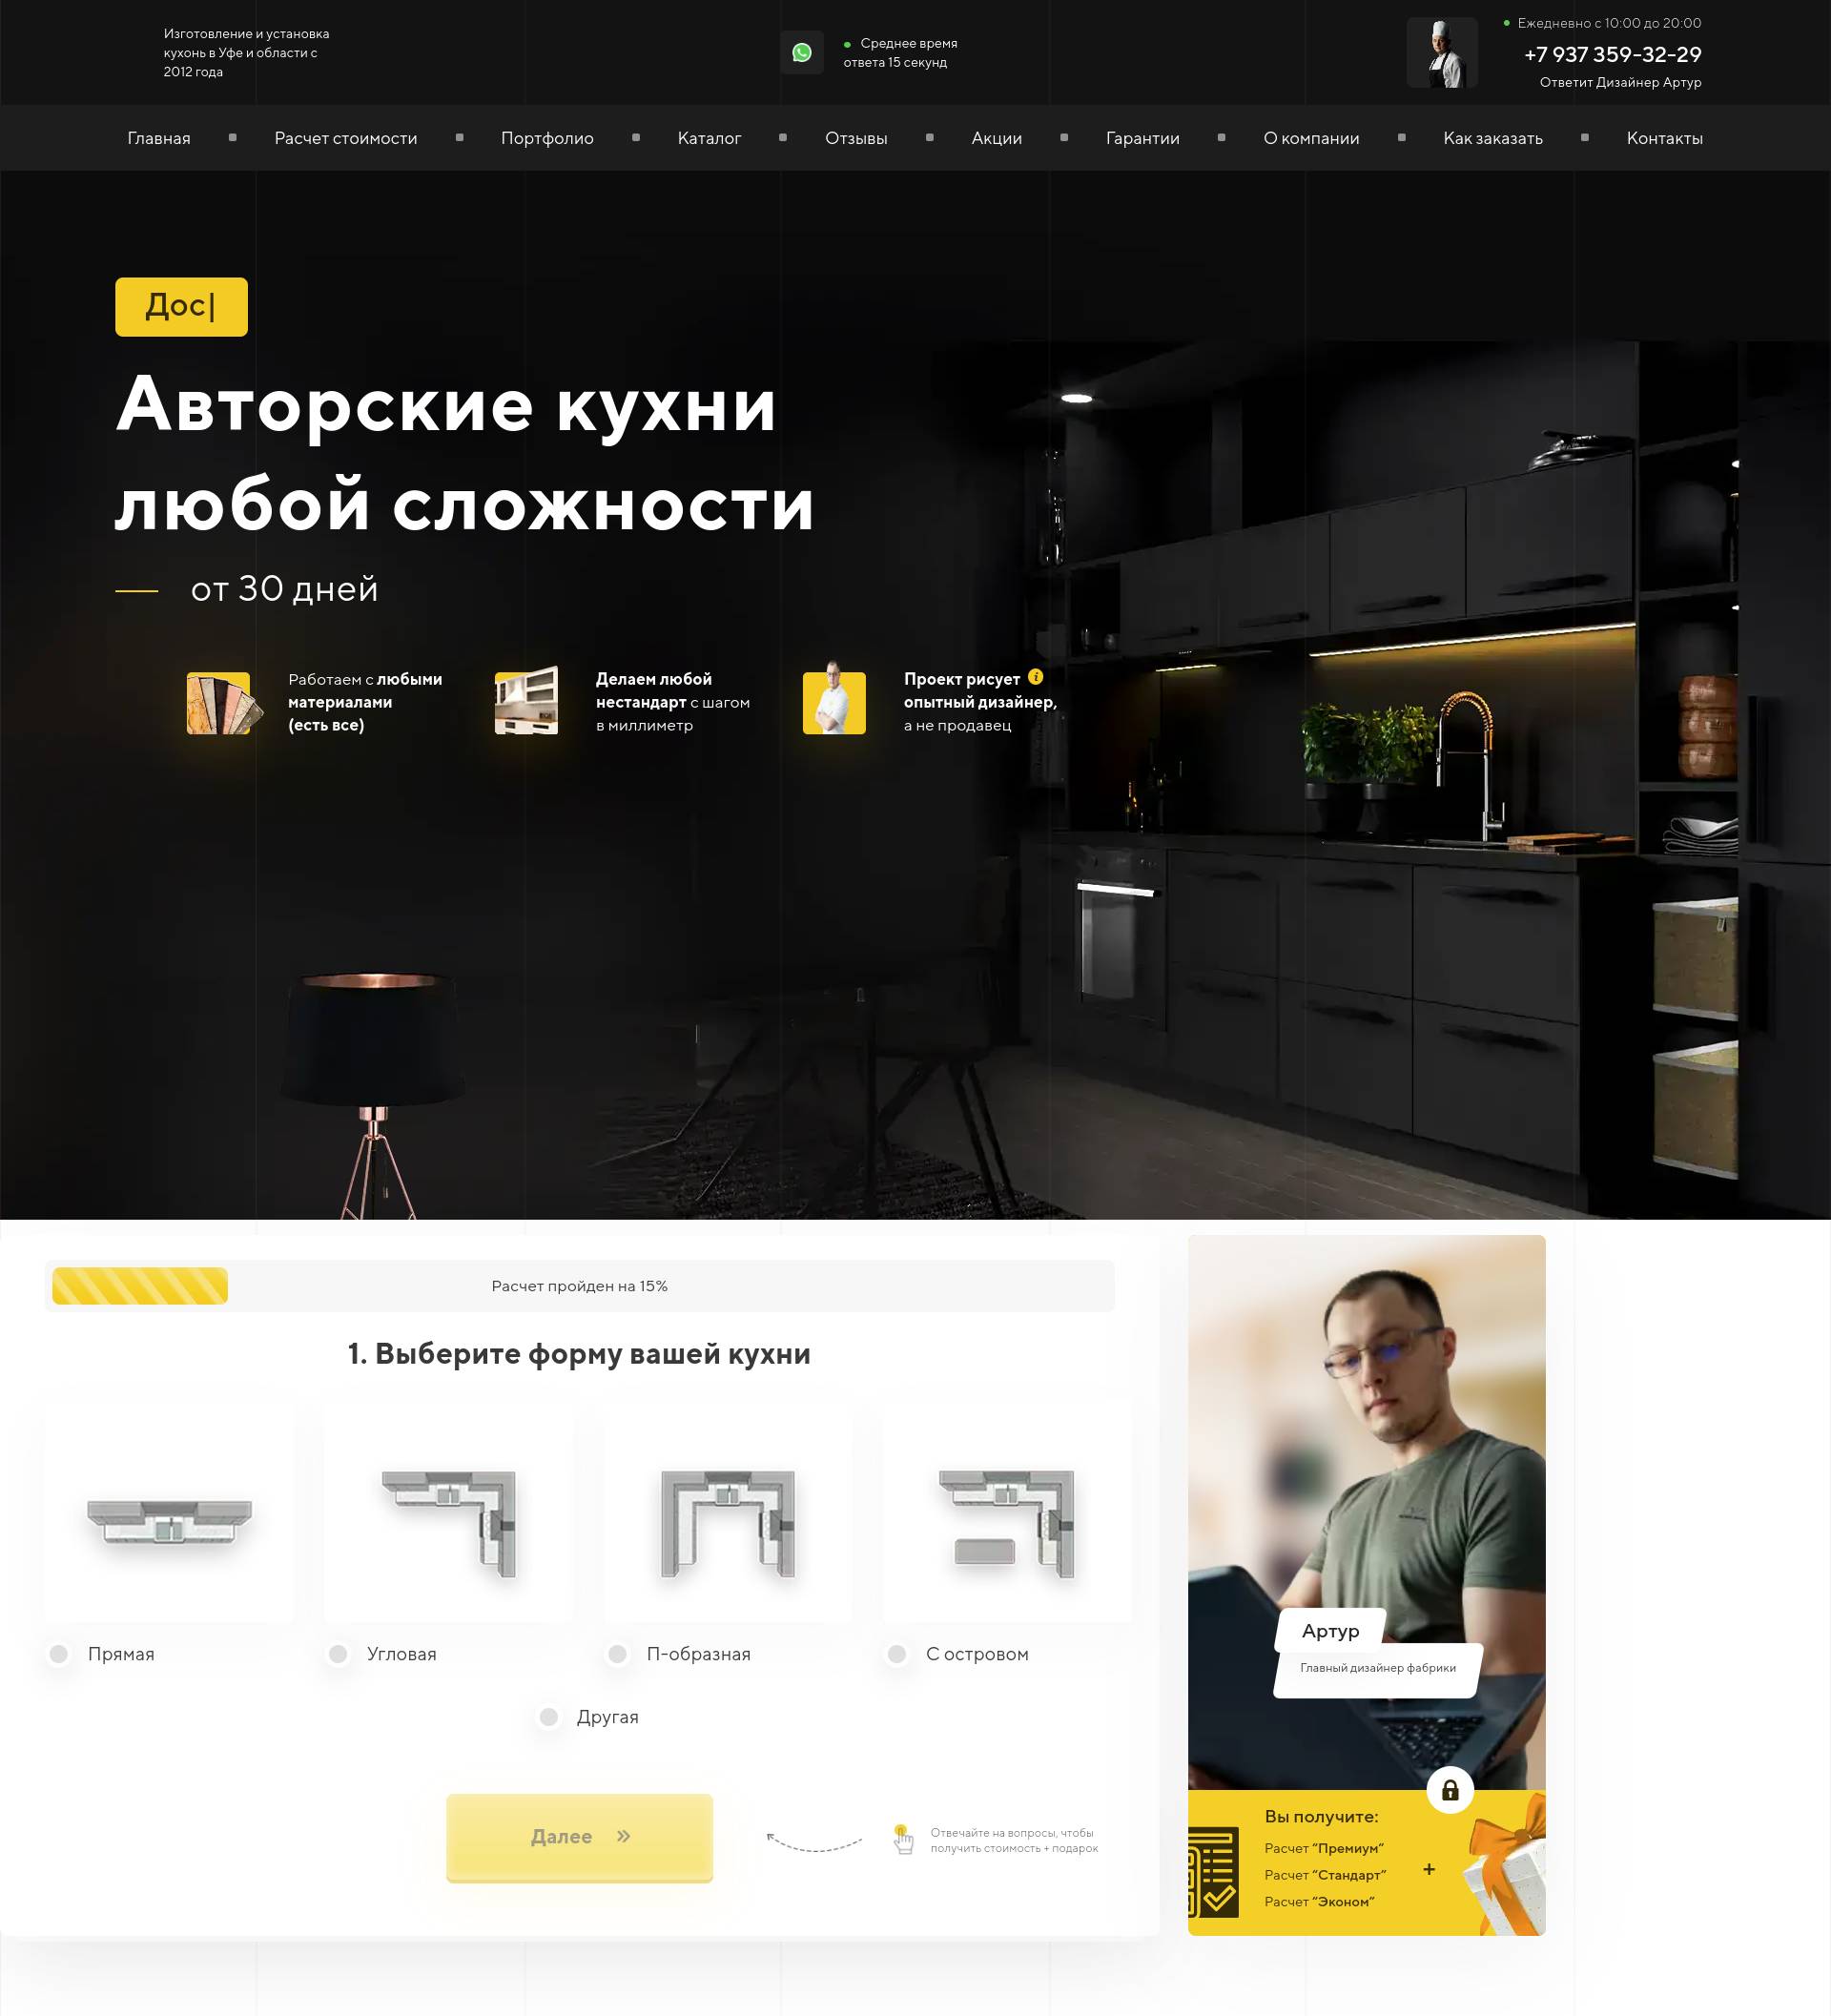 Изготовление и установка
кухонь в Уфе и области с
2012 года
Среднее время
ответа 15 секунд
Ежедневно с 10:00 до 20:00
+7 937 359-32-29
Ответит Дизайнер Артур
Главная
Расчет стоимости
Портфолио
Каталог
Отзывы
Акции
Гарантии
О компании
Как заказать
Контакты
Дос|
Авторские кухни
любой сложности
от 30 дней
Работаем с любыми
материалами
(есть все)
Делаем любой
нестандарт с шагом
в миллиметр
Проект рисует
опытный дизайнер,
а не продавец
Расчет пройден на 15%
1. Выберите форму вашей кухни
Прямая
Угловая
П-образная
С островом
Другая
Далее »
Отвечайте на вопросы, чтобы
получить стоимость + подарок
Артур
Главный дизайнер фабрики
Вы получите:
Расчет “Премиум”
Расчет “Стандарт”
Расчет “Эконом”
+